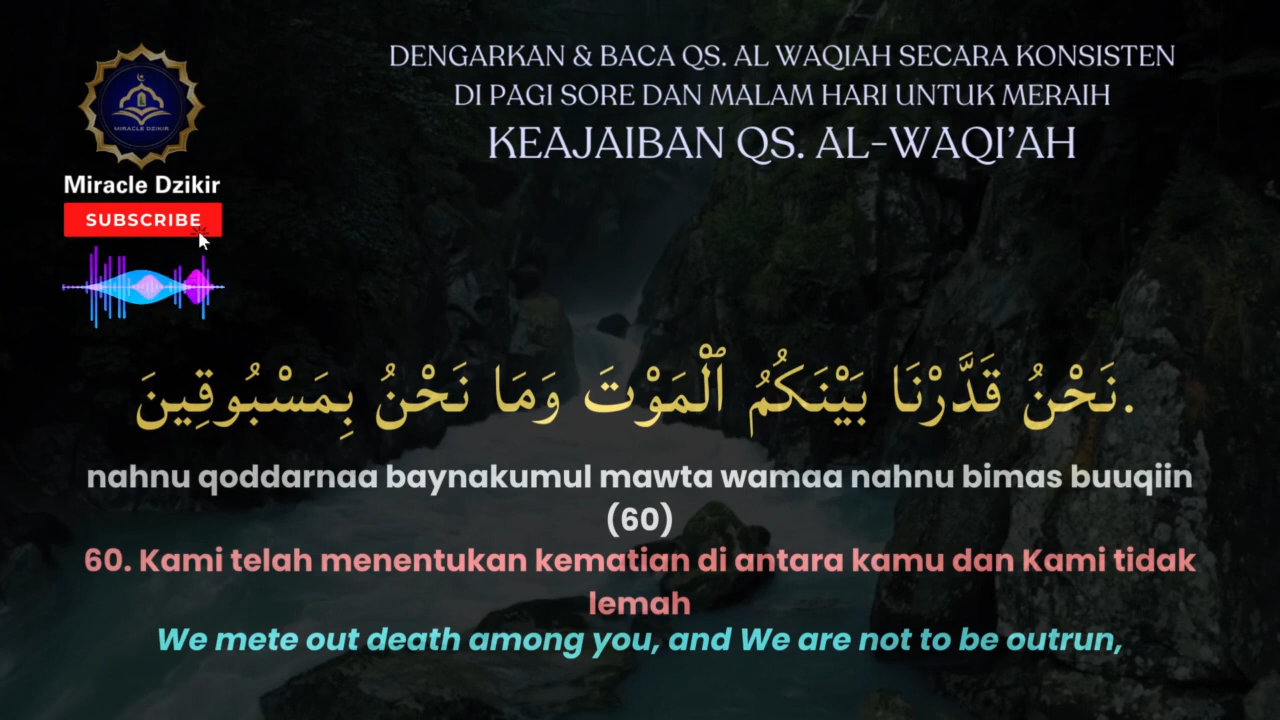 DENGARKAN & BACA QS. AL WAQIAH SECARA KONSISTEN
DI PAGI SORE DAN MALAM HARI UNTUK MERAIH
KEAJAIBAN QS. AL-WAQI'AH
MIRACLE DZIKIR
Miracle Dzikir
SUBSCRIBE
نَحْنُ قَدَّرْنَا بَيْنَكُمُ ٱلْمَوْتَ وَمَا نَحْنُ بِمَسْبُوقِينَ.
nahnu qoddarnaa baynakumul mawta wamaa nahnu bimas buuqiin
(60)
60. Kami telah menentukan kematian di antara kamu dan Kami tidak
lemah
We mete out death among you, and We are not to be outrun,